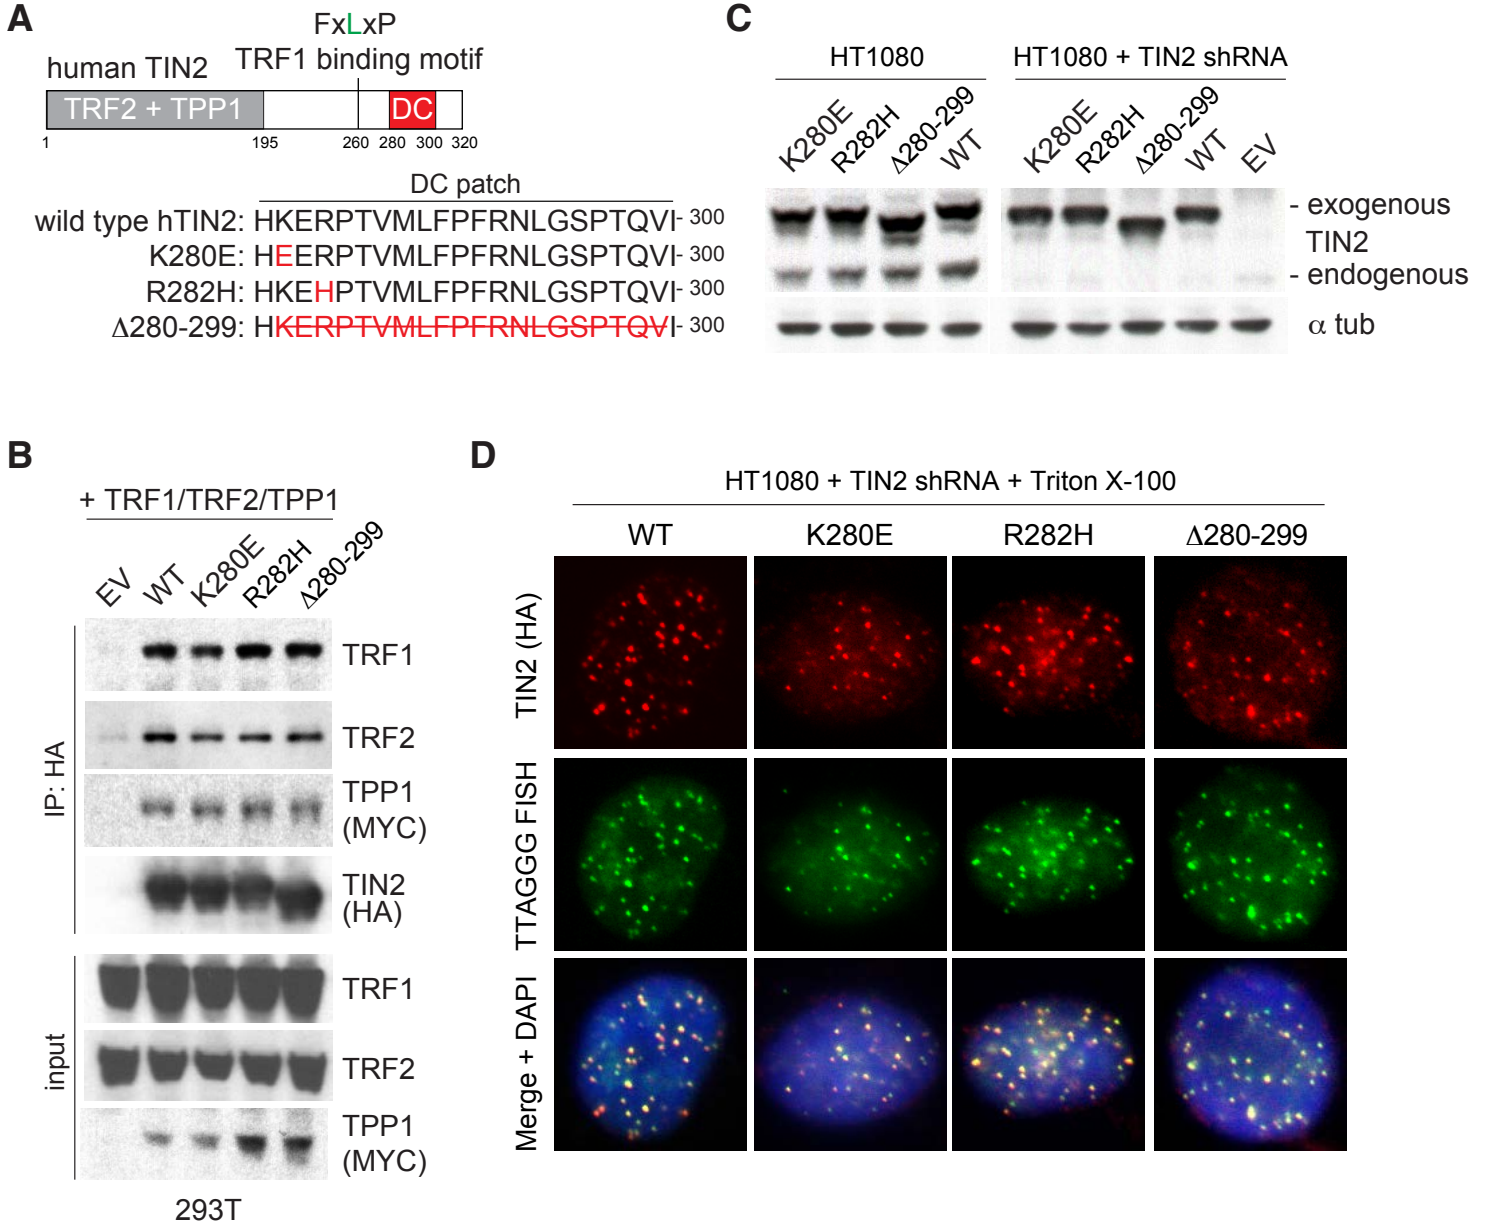 A
FxLxP
TRF1 binding motif
human TIN2
TRF2 + TPP1
DC
1 195 260 280 300 320
DC patch
wild type hTIN2: HKERPTVMLFPFRNLGSPTQVI- 300
K280E: HEERPTVMLFPFRNLGSPTQVI- 300
R282H: HKEHPTVMLFPFRNLGSPTQVI- 300
Δ280-299: HKERPTVMLFPFRNLGSPTQVI- 300
B
+ TRF1/TRF2/TPP1
EV WT K280E R282H Δ280-299
IP: HA
TRF1
TRF2
TPP1
(MYC)
TIN2
(HA)
input
TRF1
TRF2
TPP1
(MYC)
293T
C
HT1080 HT1080 + TIN2 shRNA
K280E R282H Δ280-299 WT K280E R282H Δ280-299 WT EV
- exogenous
TIN2
- endogenous
α tub
D
HT1080 + TIN2 shRNA + Triton X-100
WT K280E R282H Δ280-299
TIN2 (HA)
TTAGGG FISH
Merge + DAPI